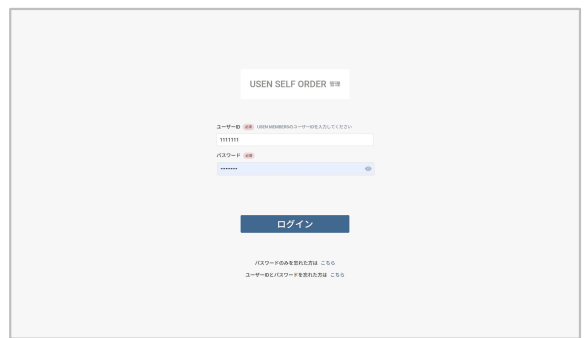 USEN SELF ORDER 管理
ユーザーID 必須 USEN MEMBERSのユーザーIDを入力してください
1111111
パスワード 必須
•••••••
ログイン
パスワードのみを忘れた方は こちら
ユーザーIDとパスワードを忘れた方は こちら